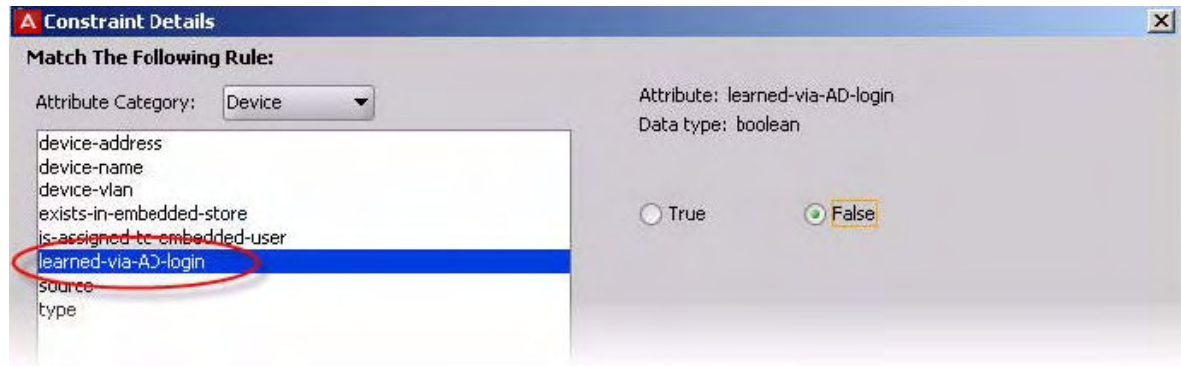 Constraint Details
Match The Following Rule:
Attribute Category: Device
device-address
device-name
device-vlan
exists-in-embedded-store
is-assigned-to-embedded-user
learned-via-AD-login
source
type
Attribute: learned-via-AD-login
Data type: boolean
True False